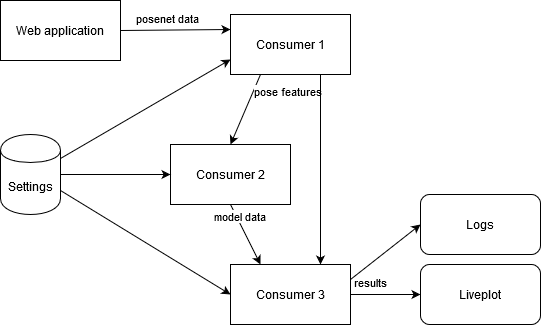 posenet data
Web application
Consumer 1
pose features
Consumer 2
Settings
model data
Logs
results
Consumer 3
Liveplot